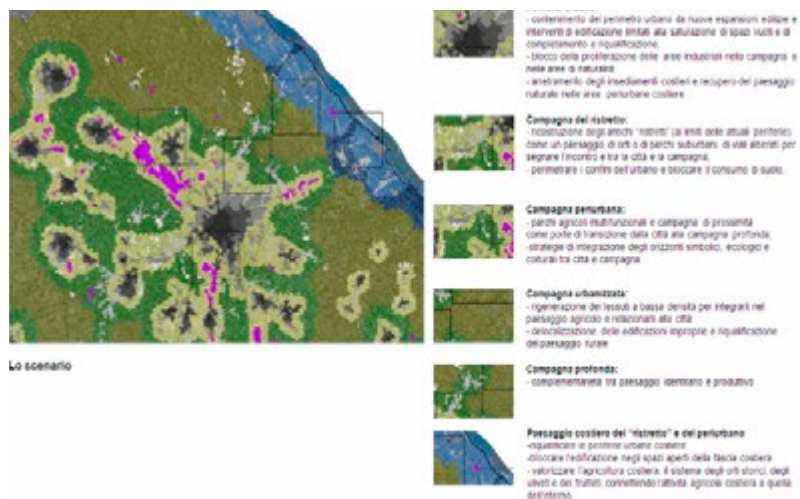 - contenimento del perimetro urbano da nuove espansioni edilizie e
interventi di edificazione limitati alla saturazione di spazi vuoti e di
completamento e riqualificazione;
- blocco della proliferazione delle aree industriali nella campagna e
nelle aree di naturalità;
- arretramento degli insediamenti costieri e recupero del paesaggio
naturale nelle aree periurbane costiere.
Campagna del ristretto:
- ricostruzione degli antichi "ristretti" (ai limiti delle attuali periferie)
come un paesaggio di orti o di parchi suburbani, di viali alberati per
segnare l'incontro e tra la città e la campagna;
- perimetrare i confini dell'urbano e bloccare il consumo di suolo.
Campagna periurbana:
- parchi agricoli multifunzionali e campagna di prossimità
come porte di transizione dalla città alla campagna profonda;
-strategie di integrazione degli orizzonti simbolici, ecologici e
colturali tra città e campagna
Campagna urbanizzata:
- rigenerazione dei tessuti a bassa densità per integrarli nel
paesaggio agricolo e relazionarli alla città
- delocalizzazione delle edificazioni improprie e riqualificazione
del paesaggio rurale
Lo scenario
Campagna profonda:
- complementarietà tra paesaggio identitario e produttivo
Paesaggio costiero del "ristretto" e del periurbano
-riqualificare le periferie urbane costiere
-bloccare l'edificazione negli spazi aperti della fascia costiera
- valorizzare l'agricoltura costiera, il sistema degli orti storici, degli
uliveti e dei frutteti, connettendo l'attività agricola costiera a quella
dell'interno